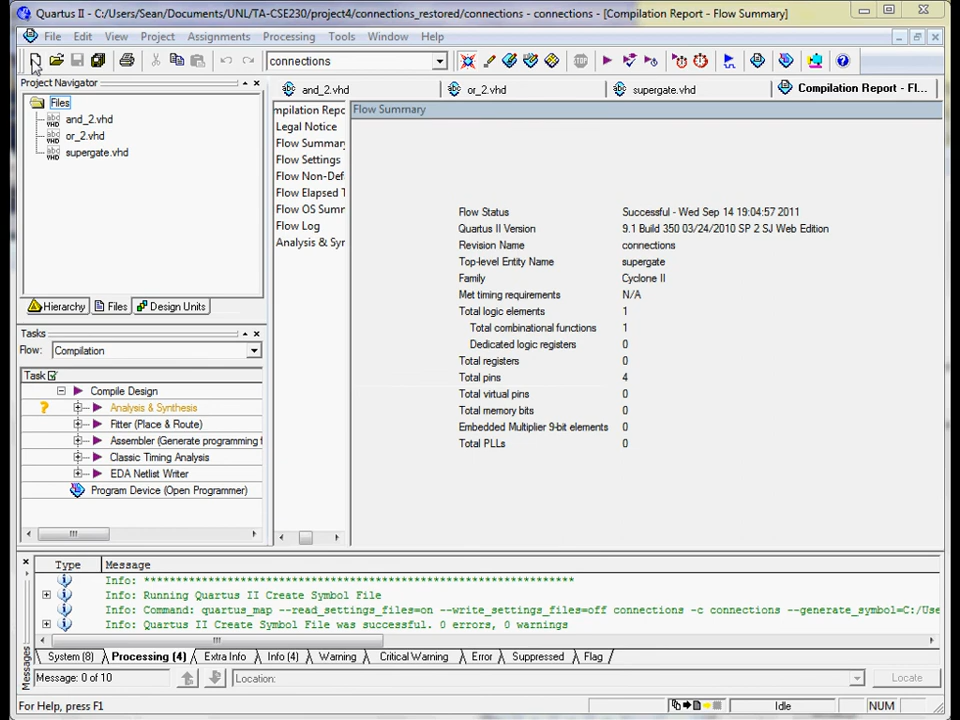 Quartus II - C:/Users/Sean/Documents/UNL/TA-CSE230/project4/connections_restored/connections - connections - [Compilation Report - Flow Summary]
File Edit View Project Assignments Processing Tools Window Help
connections
Project Navigator
Files
and_2.vhd
or_2.vhd
supergate.vhd
Hierarchy Files Design Units
Tasks
Flow: Compilation
Task
Compile Design
Analysis & Synthesis
Fitter (Place & Route)
Assembler (Generate programming f
Classic Timing Analysis
EDA Netlist Writer
Program Device (Open Programmer)
and_2.vhd or_2.vhd supergate.vhd Compilation Report - Fl...
mpilation Repc
Legal Notice
Flow Summar
Flow Settings
Flow Non-Def
Flow Elapsed T
Flow OS Sumn
Flow Log
Analysis & Syr
Flow Summary
Flow Status Successful - Wed Sep 14 19:04:57 2011
Quartus II Version 9.1 Build 350 03/24/2010 SP 2 SJ Web Edition
Revision Name connections
Top-level Entity Name supergate
Family Cyclone II
Met timing requirements N/A
Total logic elements 1
Total combinational functions 1
Dedicated logic registers 0
Total registers 0
Total pins 4
Total virtual pins 0
Total memory bits 0
Embedded Multiplier 9-bit elements 0
Total PLLs 0
Type Message
Info: *******************************************************************
Info: Running Quartus II Create Symbol File
Info: Command: quartus_map --read_settings_files=on --write_settings_files=off connections -c connections --generate_symbol=C:/Use
Info: Quartus II Create Symbol File was successful. 0 errors, 0 warnings
System (8) Processing (4) Extra Info Info (4) Warning Critical Warning Error Suppressed Flag
Messages
Message: 0 of 10 Location: Locate
For Help, press F1 Idle NUM